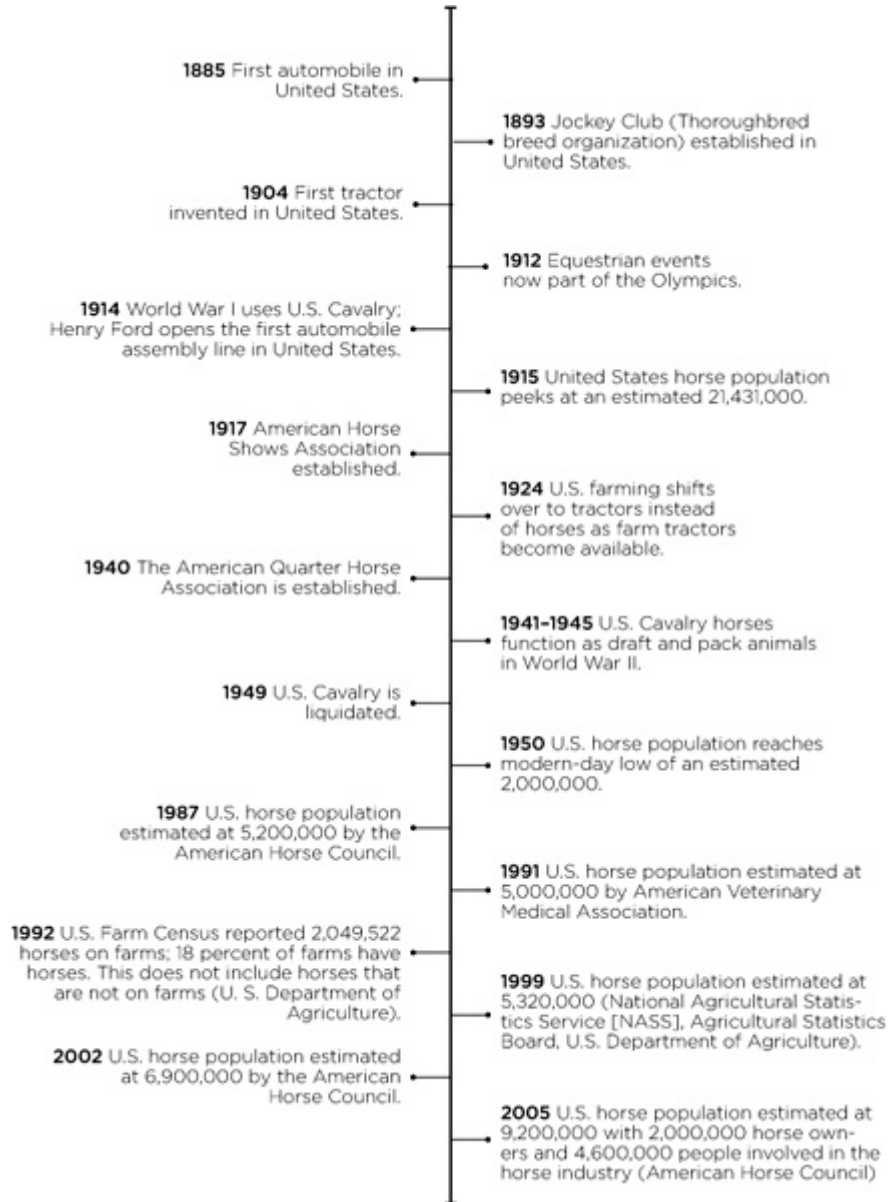 1885 First automobile in
United States.
1893 Jockey Club (Thoroughbred
breed organization) established in
United States.
1904 First tractor
invented in United States.
1912 Equestrian events
now part of the Olympics.
1914 World War I uses U.S. Cavalry;
Henry Ford opens the first automobile
assembly line in United States.
1915 United States horse population
peeks at an estimated 21,431,000.
1917 American Horse
Shows Association
established.
1924 U.S. farming shifts
over to tractors instead
of horses as farm tractors
become available.
1940 The American Quarter Horse
Association is established.
1941–1945 U.S. Cavalry horses
function as draft and pack animals
in World War II.
1949 U.S. Cavalry is
liquidated.
1950 U.S. horse population reaches
modern-day low of an estimated
2,000,000.
1987 U.S. horse population
estimated at 5,200,000 by the
American Horse Council.
1991 U.S. horse population estimated at
5,000,000 by American Veterinary
Medical Association.
1992 U.S. Farm Census reported 2,049,522
horses on farms; 18 percent of farms have
horses. This does not include horses that
are not on farms (U. S. Department of
Agriculture).
1999 U.S. horse population estimated at
5,320,000 (National Agricultural Statis-
tics Service [NASS], Agricultural Statistics
Board, U.S. Department of Agriculture).
2002 U.S. horse population estimated
at 6,900,000 by the American
Horse Council.
2005 U.S. horse population estimated at
9,200,000 with 2,000,000 horse own-
ers and 4,600,000 people involved in the
horse industry (American Horse Council)